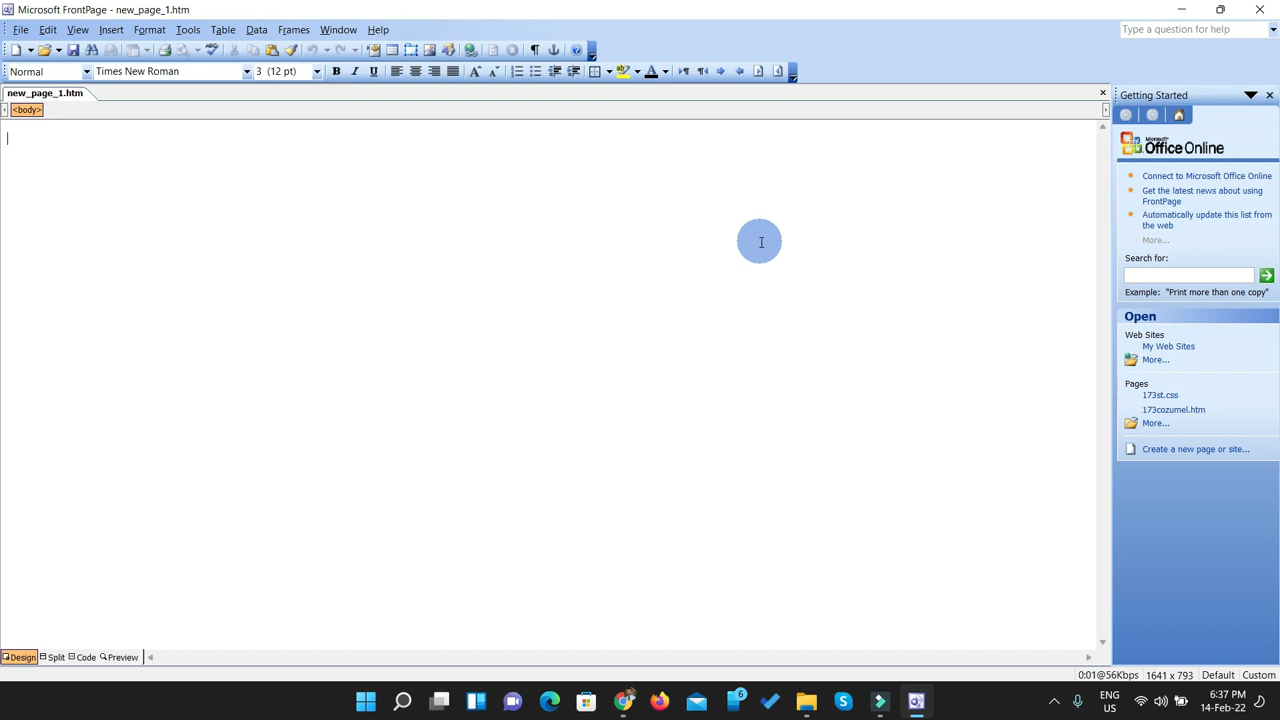 Microsoft FrontPage - new_page_1.htm
File Edit View Insert Format Tools Table Data Frames Window Help
Type a question for help
Normal Times New Roman 3 (12 pt) B I U
new_page_1.htm
<body>
Getting Started
Microsoft
Office Online
Connect to Microsoft Office Online
Get the latest news about using
FrontPage
Automatically update this list from
the web
More...
Search for:
Example: "Print more than one copy"
Open
Web Sites
My Web Sites
More...
Pages
173st.css
173cozumel.htm
More...
Create a new page or site...
Design Split Code Preview
0:01@56Kbps 1641 x 793 Default Custom
6
ENG
US
6:37 PM
14-Feb-22